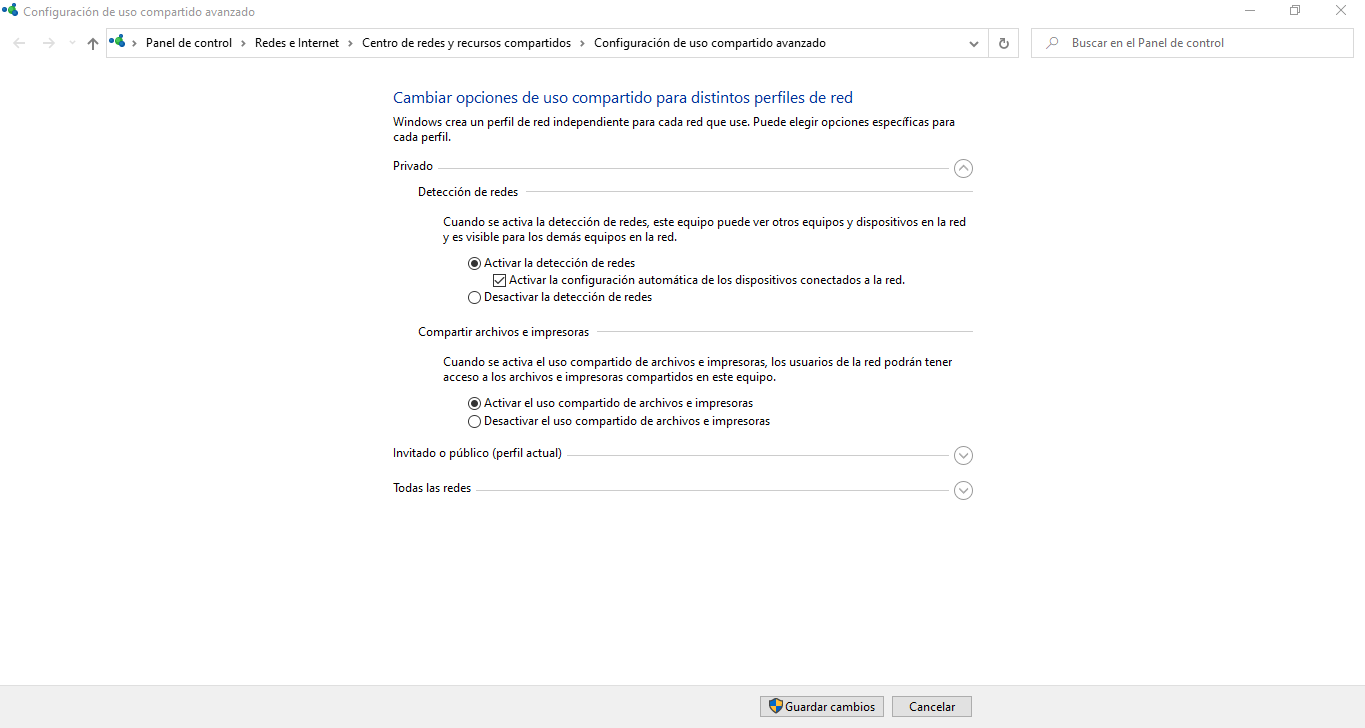 Configuración de uso compartido avanzado
Panel de control > Redes e Internet > Centro de redes y recursos compartidos > Configuración de uso compartido avanzado
Buscar en el Panel de control
Cambiar opciones de uso compartido para distintos perfiles de red
Windows crea un perfil de red independiente para cada red que use. Puede elegir opciones específicas para
cada perfil.
Privado
Detección de redes
Cuando se activa la detección de redes, este equipo puede ver otros equipos y dispositivos en la red
y es visible para los demás equipos en la red.
Activar la detección de redes
Activar la configuración automática de los dispositivos conectados a la red.
Desactivar la detección de redes
Compartir archivos e impresoras
Cuando se activa el uso compartido de archivos e impresoras, los usuarios de la red podrán tener
acceso a los archivos e impresoras compartidos en este equipo.
Activar el uso compartido de archivos e impresoras
Desactivar el uso compartido de archivos e impresoras
Invitado o público (perfil actual)
Todas las redes
Guardar cambios
Cancelar